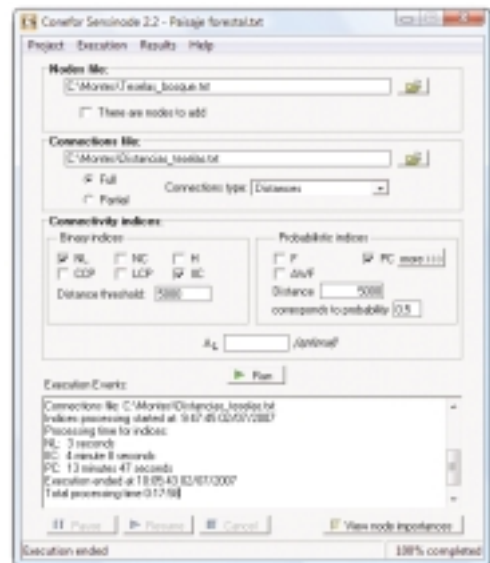 Conefor Sensinode 2.2 - Paisaje forestal.txt
Project Execution Results Help
Nodes file:
C:\Montes\Teselas_bosque.txt
There are nodes to add
Connections file:
C:\Montes\Distancias_teselas.txt
Full
Partial
Connections type: Distances
Connectivity indices:
Binary indices
NL NC H
CCP LCP IIC
Distance threshold: 5000
Probabilistic indices
F PC more >>>
AWF
Distance 5000
corresponds to probability 0.5
AL (optional)
Run
Execution Events:
Connections file: C:\Montes\Distancias_teselas.txt
Indices processing started at 9:47:45 02/07/2007
Processing time for indices:
NL: 3 seconds
IIC: 4 minute 8 seconds
PC: 13 minutes 47 seconds
Execution ended at 10:05:43 02/07/2007
Total processing time 0:17:58
Pause Resume Cancel View node importances
Execution ended 100% completed